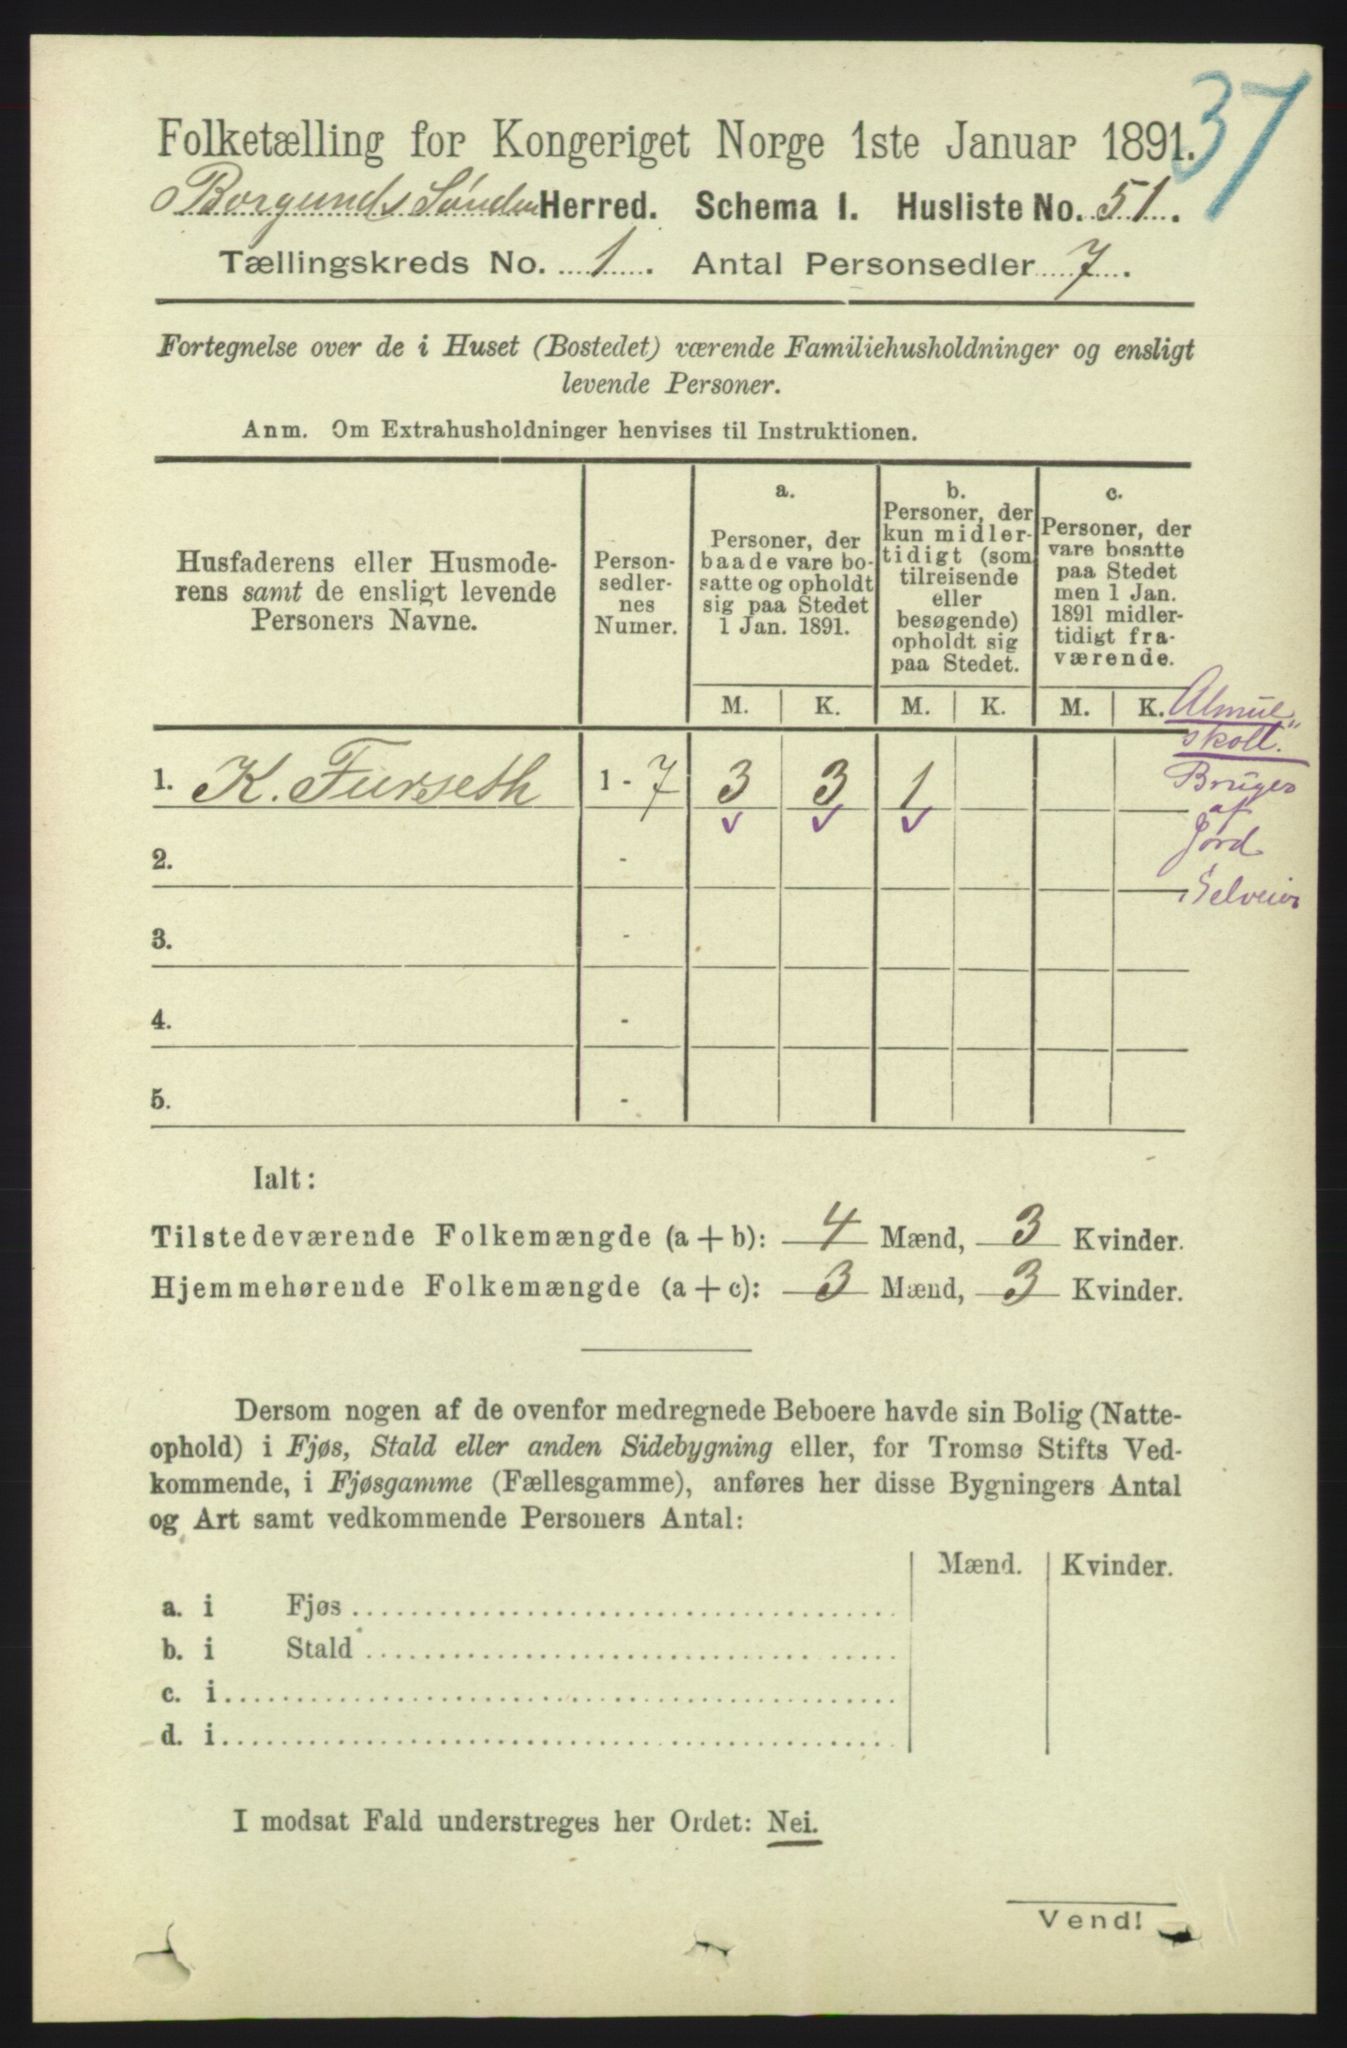 37
Folketælling for Kongeriget Norge 1ste Januar 1891.
Borgunds Søndre Herred. Schema I. Husliste No. 51.
Tællingskreds No. 1. Antal Personsedler 7.
Fortegnelse over de i Huset (Bostedet) værende Familiehusholdninger og ensligt
levende Personer.
Anm. Om Extrahusholdninger henvises til Instruktionen.
Husfaderens eller Husmode-
rens samt de ensligt levende
Personers Navne.
Person-
sedler-
nes
Numer.
a.
Personer, der
baade vare bo-
satte og opholdt
sig paa Stedet
1 Jan. 1891.
b.
Personer, der
kun midler-
tidigt (som
tilreisende
eller
besøgende)
opholdt sig
paa Stedet.
c.
Personer, der
vare bosatte
paa Stedet
men 1 Jan.
1891 midler-
tidigt fra-
værende.
M. K. M. K. M. K.
Almue"
skoll.
Bruger
af
Jord
Selveier
1. K. Furseth 1 - 7 3 3 1
2. -
3. -
4. -
5. -
Ialt:
Tilstedeværende Folkemængde (a + b): 4 Mænd, 3 Kvinder.
Hjemmehørende Folkemængde (a + c): 3 Mænd, 3 Kvinder.
Dersom nogen af de ovenfor medregnede Beboere havde sin Bolig (Natte-
ophold) i Fjøs, Stald eller anden Sidebygning eller, for Tromsø Stifts Ved-
kommende, i Fjøsgamme (Fællesgamme), anføres her disse Bygningers Antal
og Art samt vedkommende Personers Antal:
Mænd. Kvinder.
a. i Fjøs
b. i Stald
c. i
d. i
I modsat Fald understreges her Ordet: Nei.
Vend!